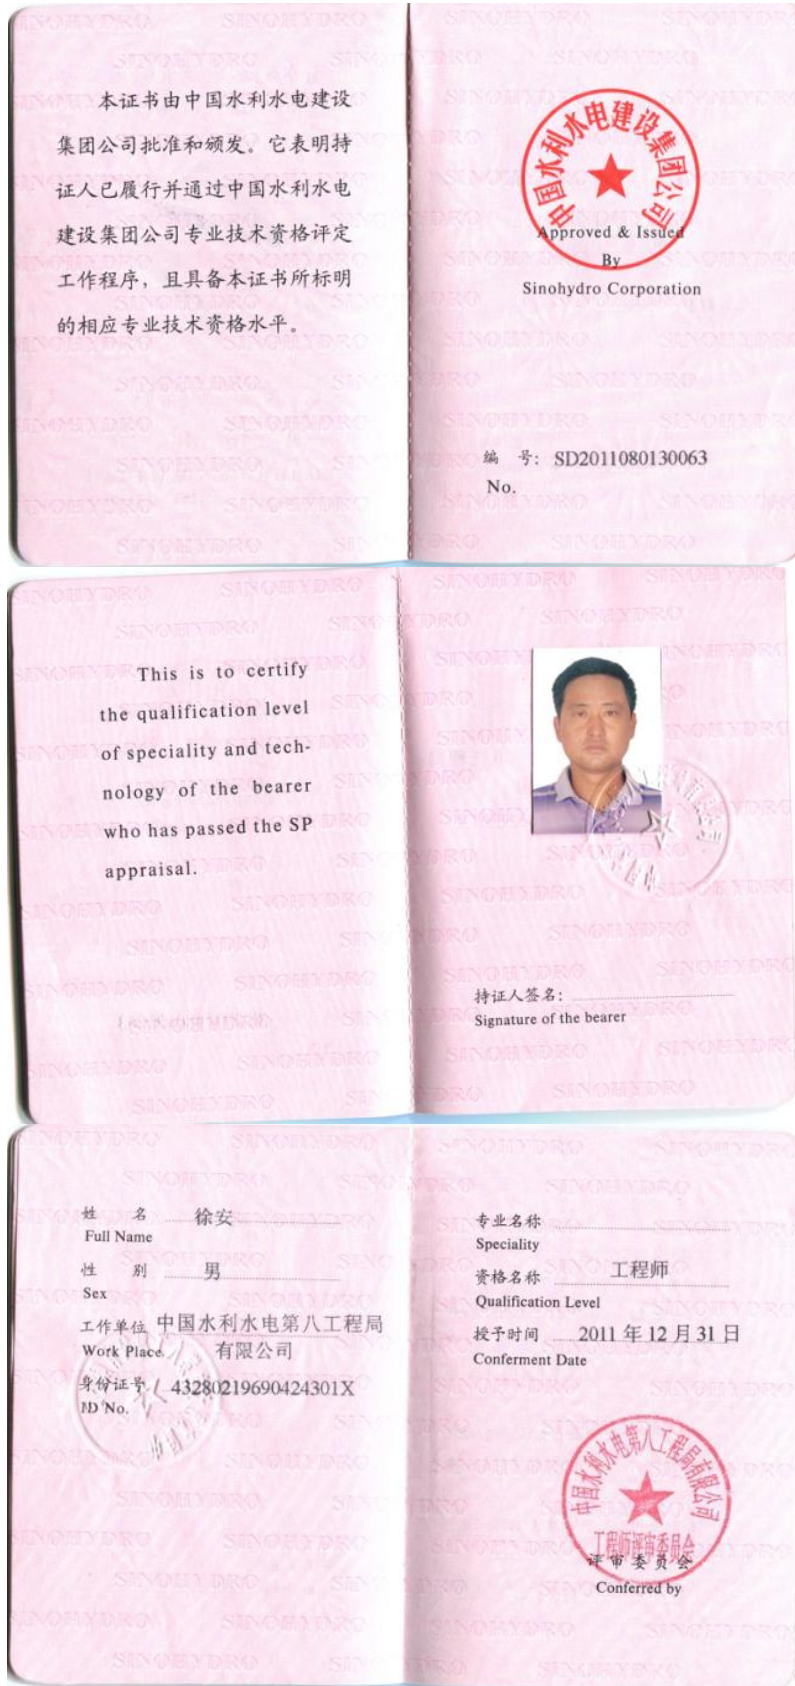 本证书由中国水利水电建设
集团公司批准和颁发。它表明持
证人已履行并通过中国水利水电
建设集团公司专业技术资格评定
工作程序，且具备本证书所标明
的相应专业技术资格水平。
中国水利水电建设集团公司
Approved & Issued
By
Sinohydro Corporation
编 号: SD2011080130063
No.
This is to certify
the qualification level
of speciality and tech-
nology of the bearer
who has passed the SP
appraisal.
持证人签名:
Signature of the bearer
姓 名 徐安
Full Name
性 别 男
Sex
工作单位 中国水利水电第八工程局
Work Place 有限公司
身份证号 43280219690424301X
ID No.
专业名称
Speciality
资格名称 工程师
Qualification Level
授予时间 2011 年 12 月 31 日
Conferment Date
中国水利水电第八工程局有限公司
工程师评审委员会
评 审 委 员 会
Conferred by
SINOHYDRO